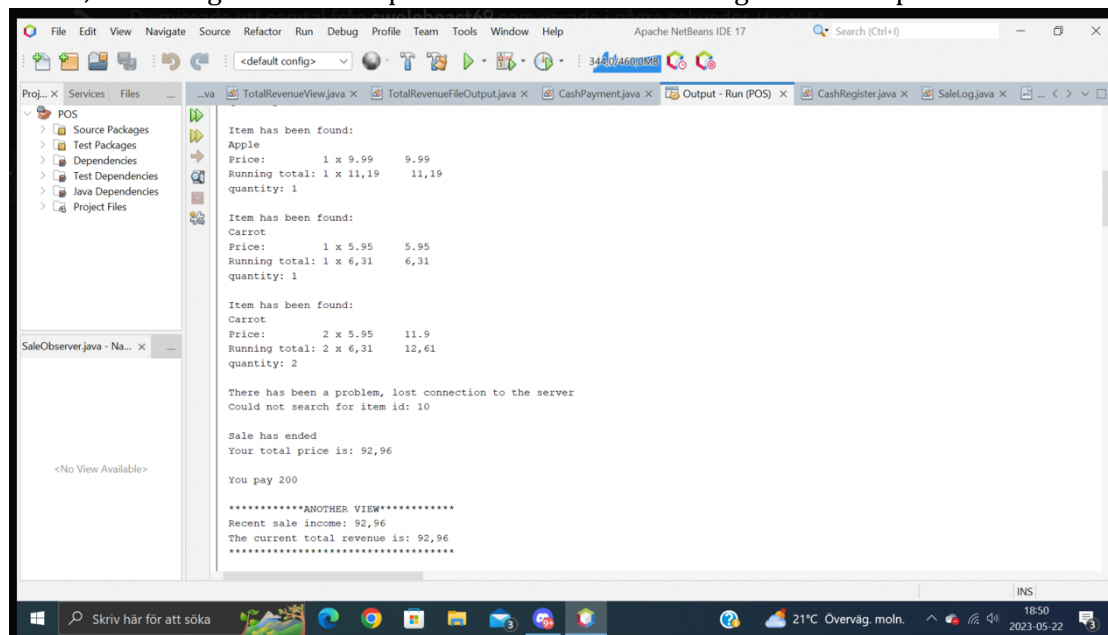 File Edit View Navigate Source Refactor Run Debug Profile Team Tools Window Help Apache NetBeans IDE 17 Search (Ctrl+I)
<default config> 344,0/460,0MB
Proj... × Services Files ...va TotalRevenueView.java × TotalRevenueFileOutput.java × CashPayment.java × Output - Run (POS) × CashRegister.java × SaleLog.java × ...
POS
Source Packages
Test Packages
Dependencies
Test Dependencies
Java Dependencies
Project Files
SaleObserver.java - Na... ×
<No View Available>
Item has been found:
Apple
Price: 1 x 9.99 9.99
Running total: 1 x 11,19 11,19
quantity: 1
Item has been found:
Carrot
Price: 1 x 5.95 5.95
Running total: 1 x 6,31 6,31
quantity: 1
Item has been found:
Carrot
Price: 2 x 5.95 11.9
Running total: 2 x 6,31 12,61
quantity: 2
There has been a problem, lost connection to the server
Could not search for item id: 10
Sale has ended
Your total price is: 92,96
You pay 200
************ANOTHER VIEW************
Recent sale income: 92,96
The current total revenue is: 92,96
************************************
INS
Skriv här för att söka 21°C Överväg. moln. 18:50
2023-05-22 3